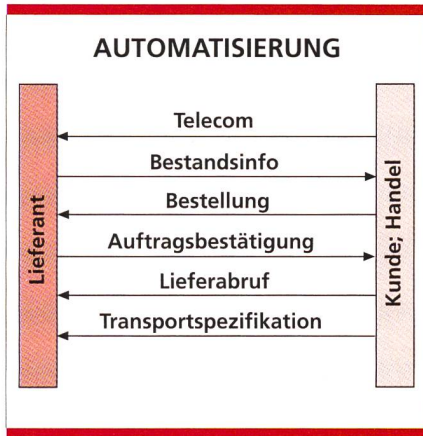 AUTOMATISIERUNG
Lieferant
Telecom
Bestandsinfo
Bestellung
Auftragsbestätigung
Lieferabruf
Transportspezifikation
Kunde; Handel